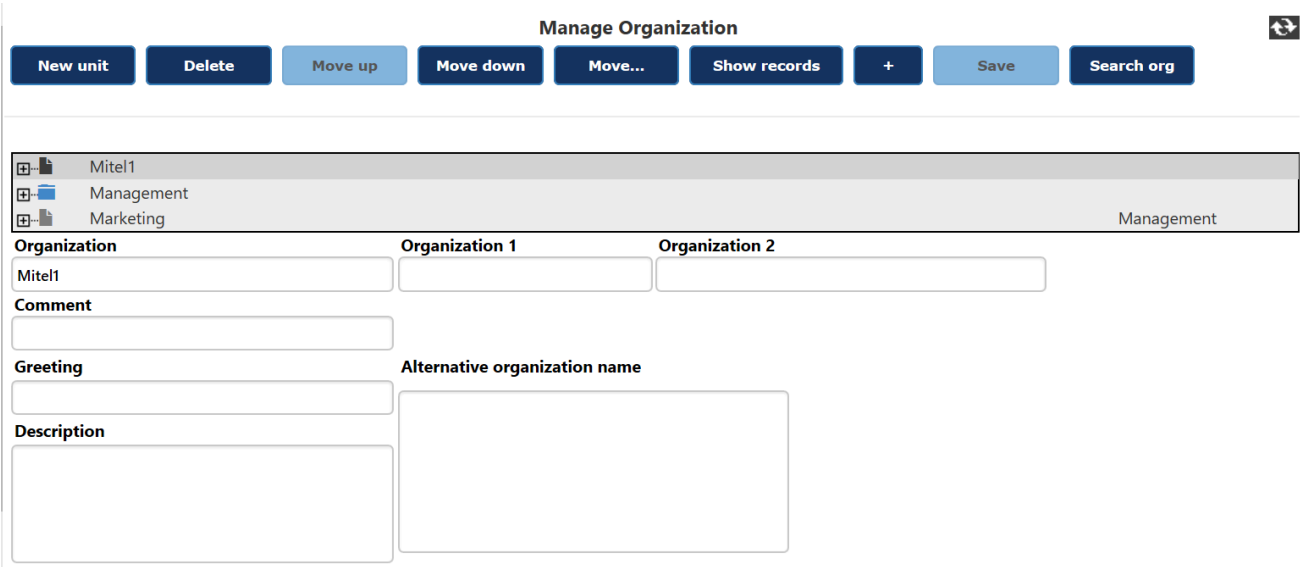 Manage Organization
New unit Delete Move up Move down Move... Show records + Save Search org
Mitel1
Management
Marketing Management
Organization Organization 1 Organization 2
Mitel1
Comment
Greeting Alternative organization name
Description